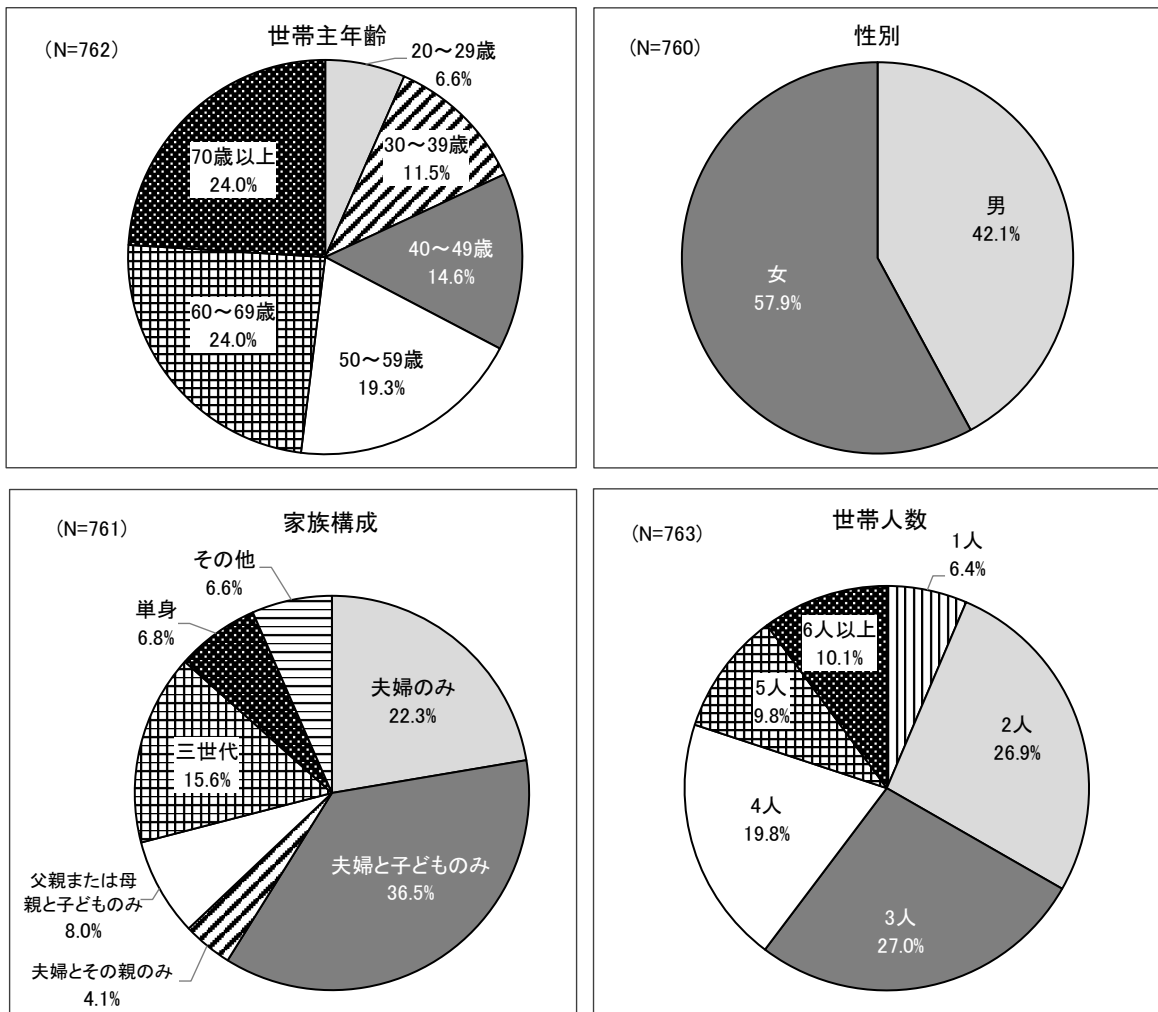 （N=762）
世帯主年齢
20～29歳
6.6%
30～39歳
11.5%
40～49歳
14.6%
50～59歳
19.3%
60～69歳
24.0%
70歳以上
24.0%
（N=760）
性別
男
42.1%
女
57.9%
（N=761）
家族構成
夫婦のみ
22.3%
夫婦と子どものみ
36.5%
夫婦とその親のみ
4.1%
父親または母
親と子どものみ
8.0%
三世代
15.6%
単身
6.8%
その他
6.6%
（N=763）
世帯人数
1人
6.4%
2人
26.9%
3人
27.0%
4人
19.8%
5人
9.8%
6人以上
10.1%